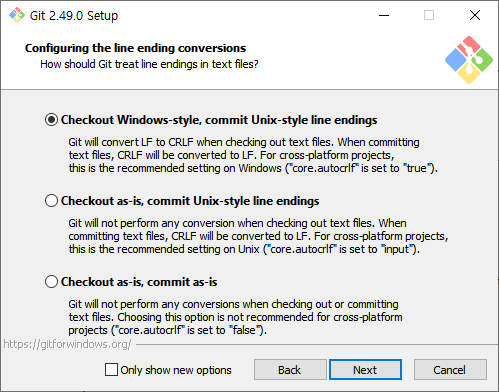 Git 2.49.0 Setup
Configuring the line ending conversions
How should Git treat line endings in text files?
Checkout Windows-style, commit Unix-style line endings
Git will convert LF to CRLF when checking out text files. When committing
text files, CRLF will be converted to LF. For cross-platform projects,
this is the recommended setting on Windows ("core.autocrlf" is set to "true").
Checkout as-is, commit Unix-style line endings
Git will not perform any conversion when checking out text files. When
committing text files, CRLF will be converted to LF. For cross-platform projects,
this is the recommended setting on Unix ("core.autocrlf" is set to "input").
Checkout as-is, commit as-is
Git will not perform any conversions when checking out or committing
text files. Choosing this option is not recommended for cross-platform
projects ("core.autocrlf" is set to "false").
https://gitforwindows.org/
Only show new options
Back
Next
Cancel